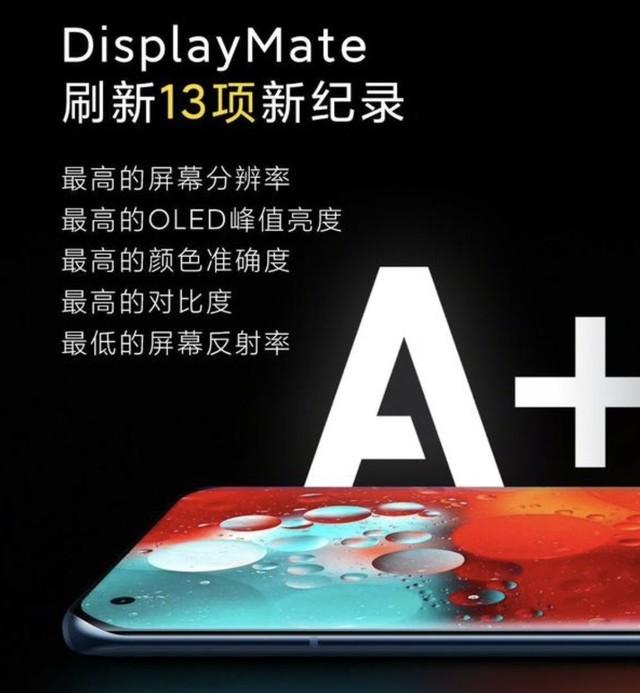 DisplayMate
刷新13项新纪录
最高的屏幕分辨率
最高的OLED峰值亮度
最高的颜色准确度
最高的对比度
最低的屏幕反射率
A+